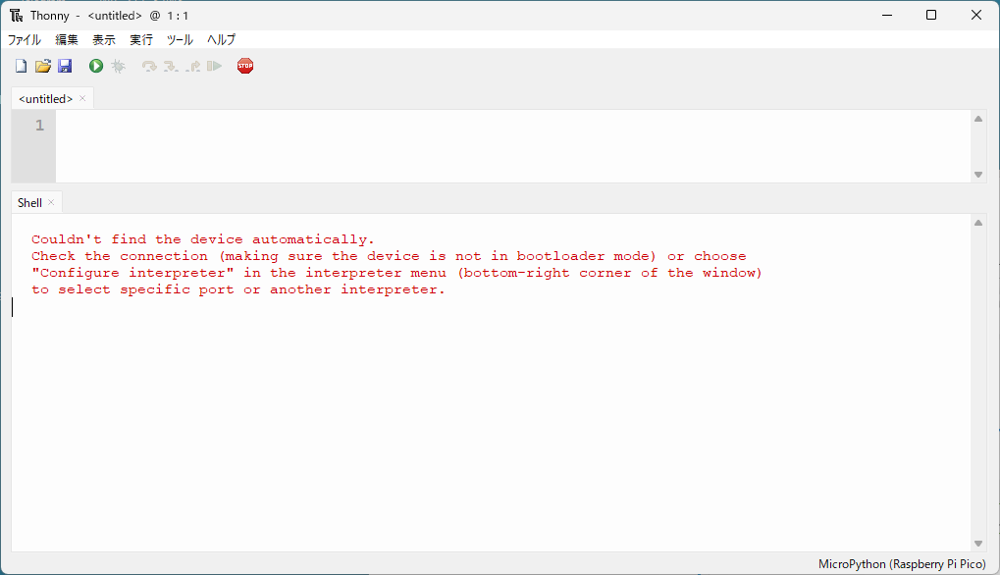 Thonny - <untitled> @ 1 : 1
ファイル 編集 表示 実行 ツール ヘルプ
STOP
<untitled> ×
1
Shell ×
Couldn't find the device automatically.
Check the connection (making sure the device is not in bootloader mode) or choose
"Configure interpreter" in the interpreter menu (bottom-right corner of the window)
to select specific port or another interpreter.
MicroPython (Raspberry Pi Pico)